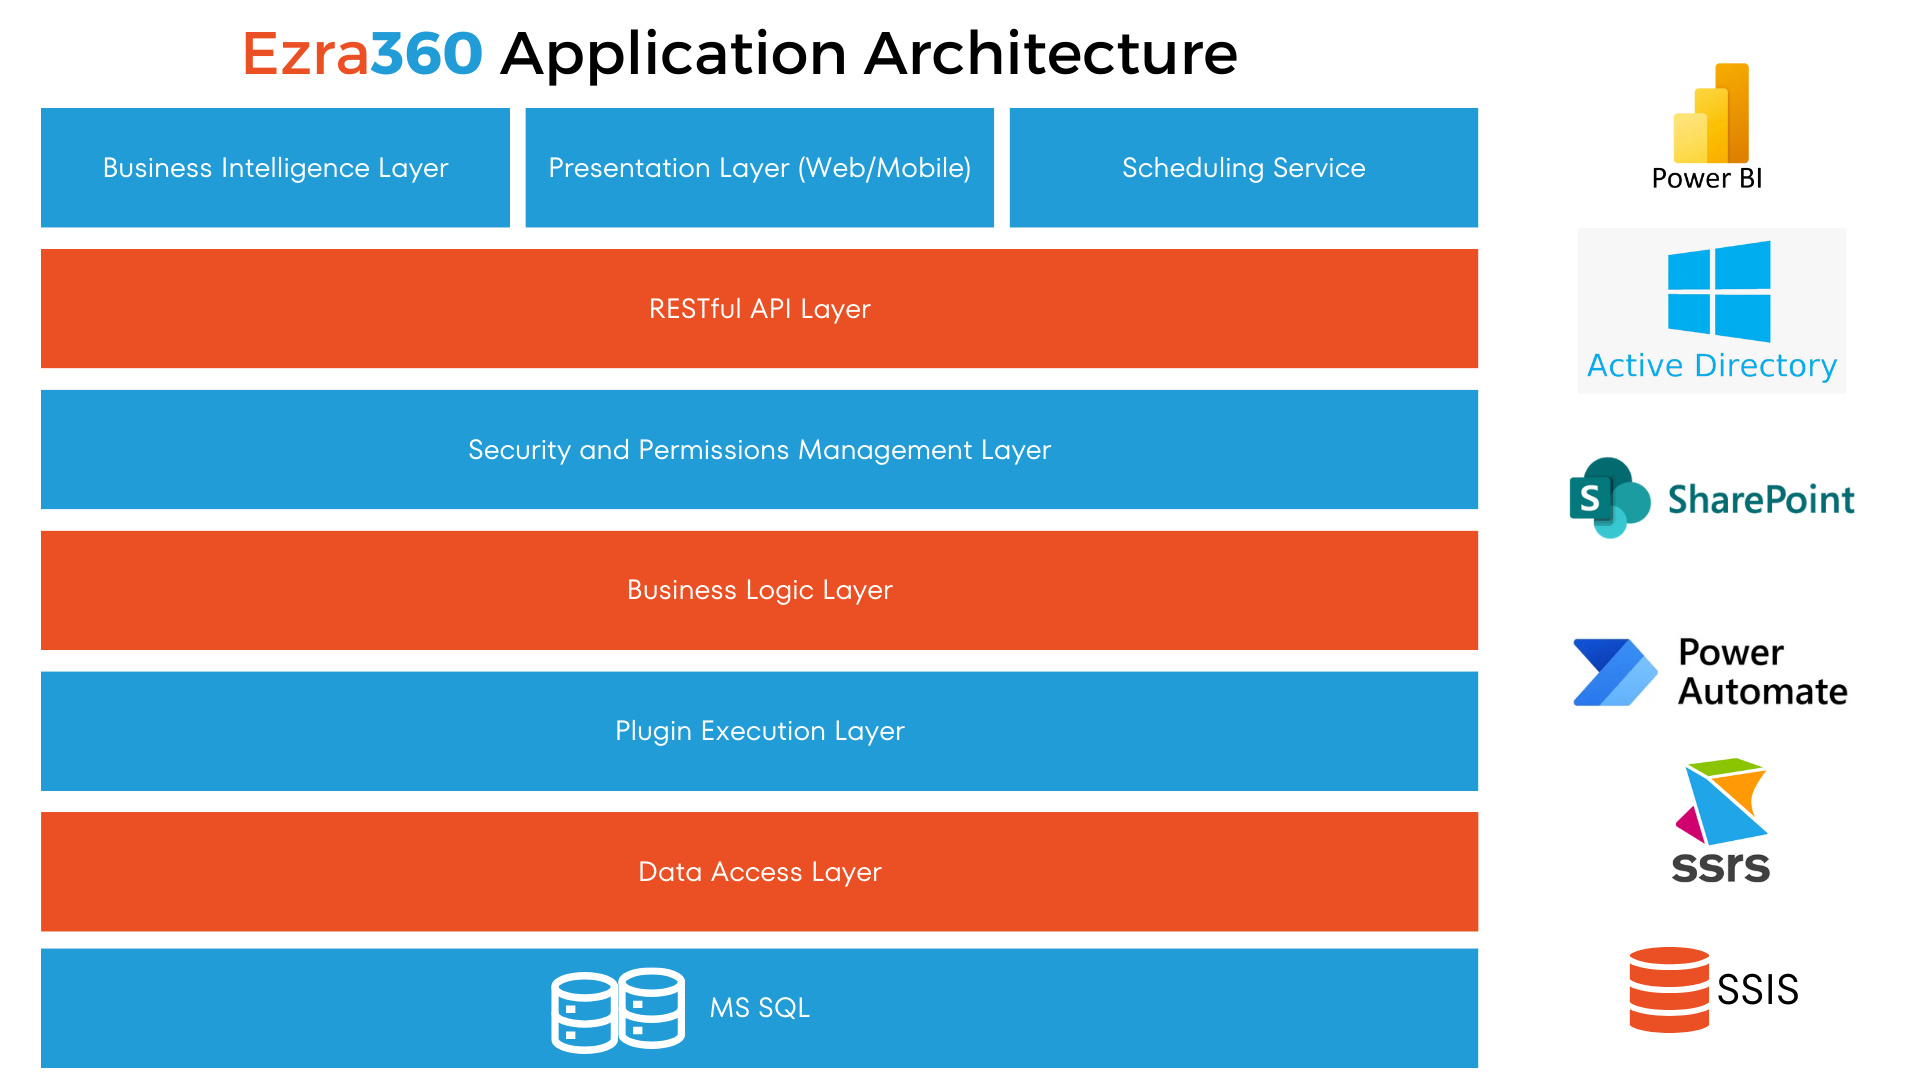 Ezra360 Application Architecture
Business Intelligence Layer
Presentation Layer (Web/Mobile)
Scheduling Service
RESTful API Layer
Security and Permissions Management Layer
Business Logic Layer
Plugin Execution Layer
Data Access Layer
MS SQL
Power BI
Active Directory
S SharePoint
Power
Automate
ssrs
SSIS